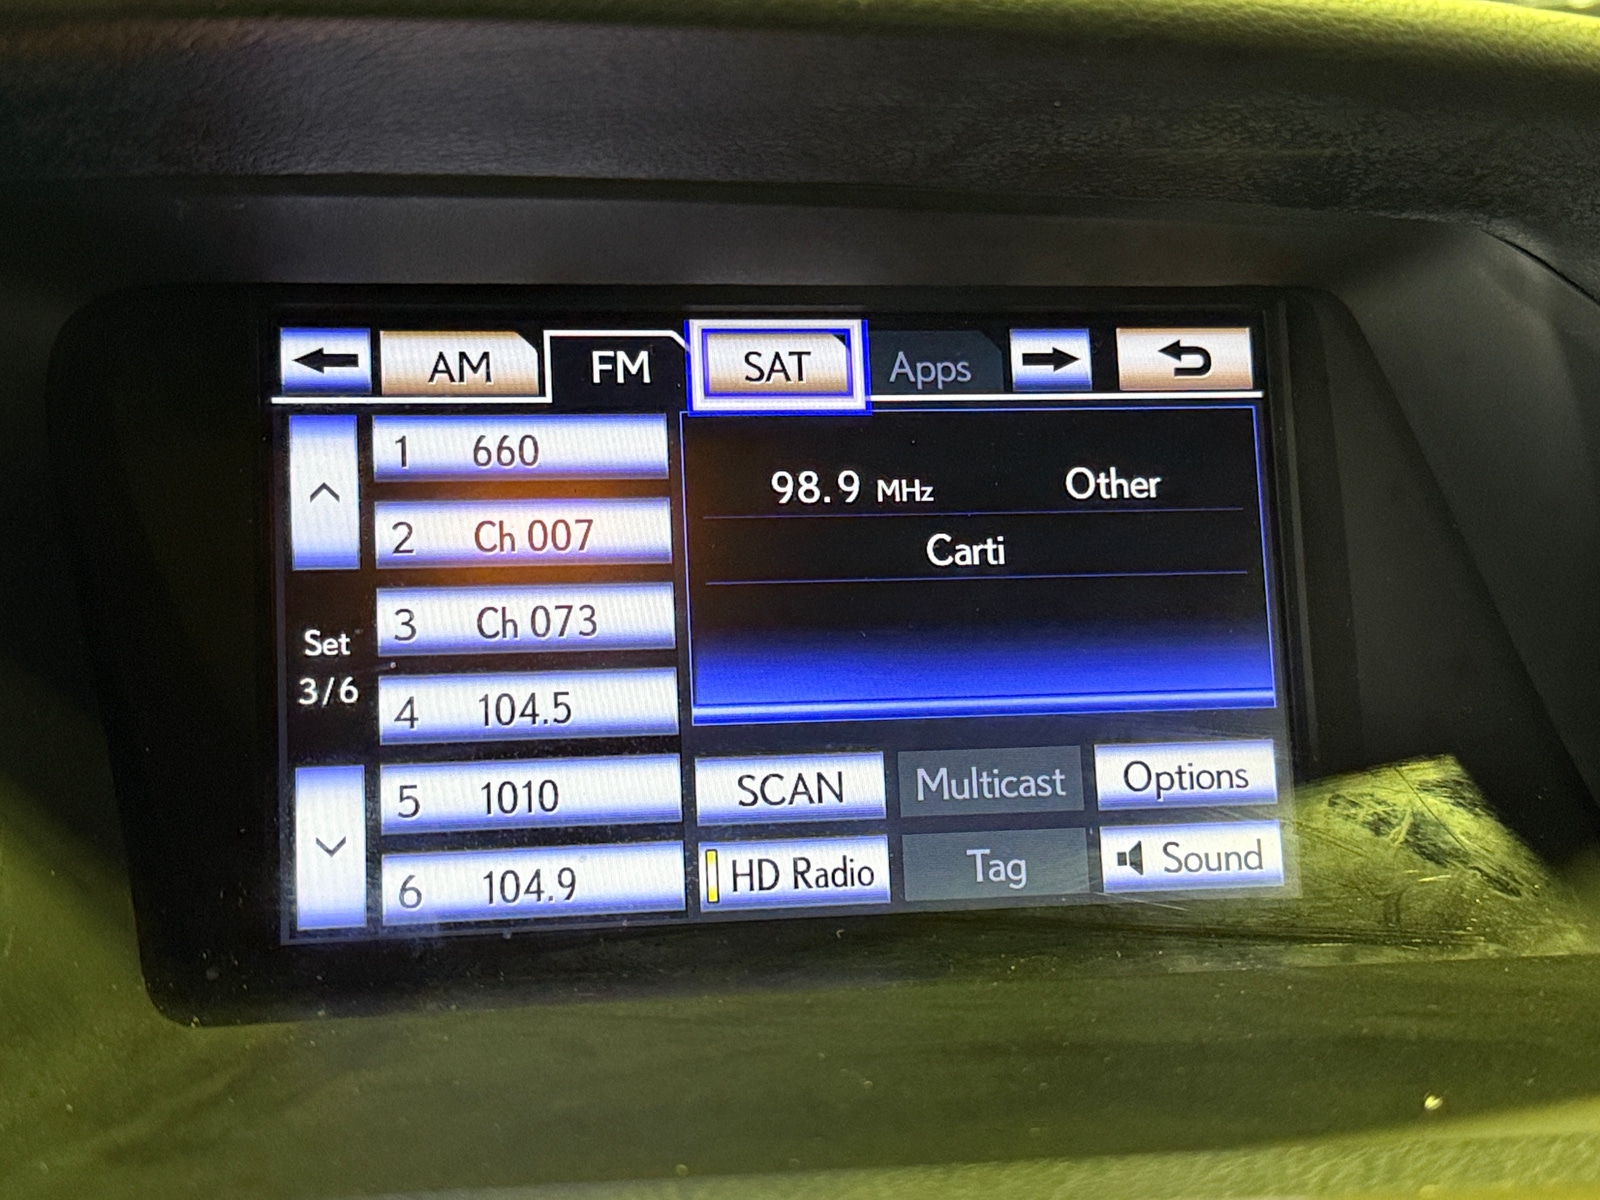 AM
FM
SAT
Apps
1 660
2 Ch 007
3 Ch 073
4 104.5
5 1010
6 104.9
Set
3/6
98.9 MHz Other
Carti
SCAN
Multicast
Options
HD Radio
Tag
Sound